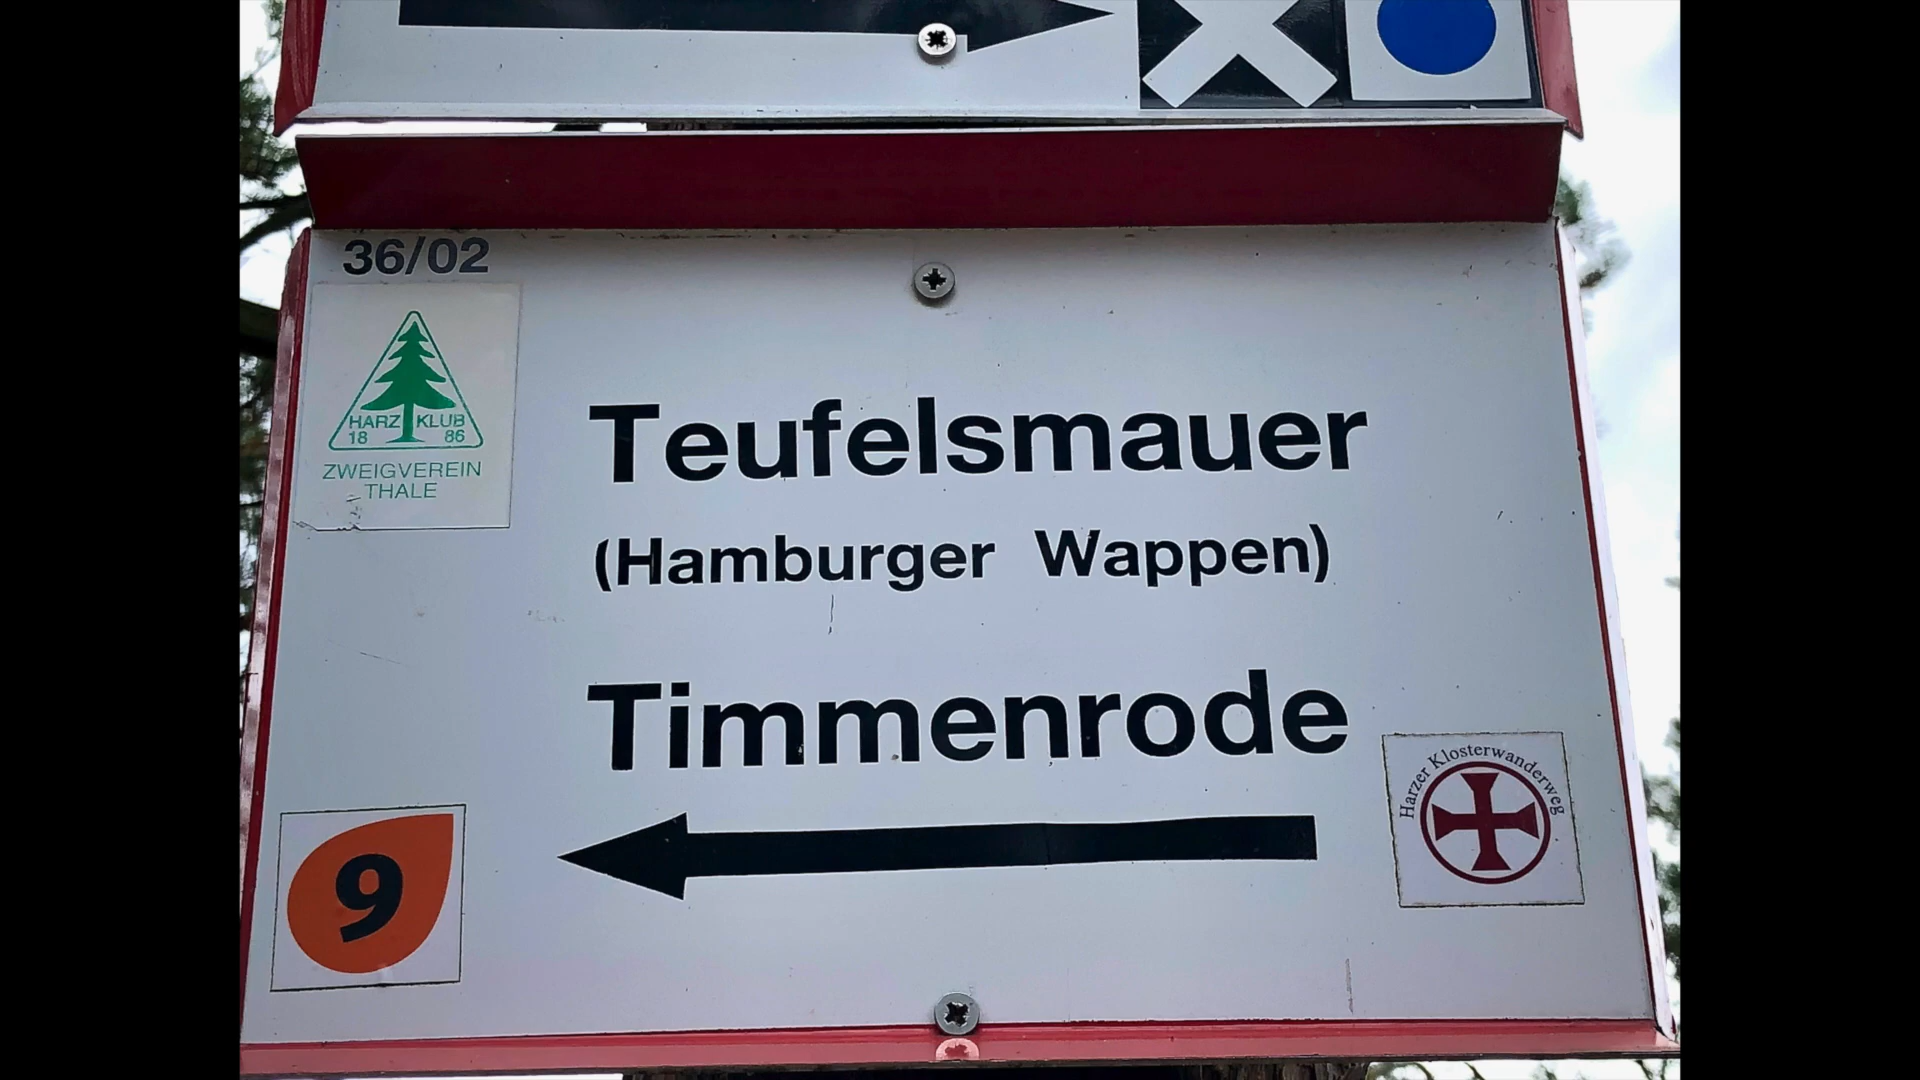 36/02
HARZ KLUB
18 86
ZWEIGVEREIN
THALE
Teufelsmauer
(Hamburger Wappen)
Timmenrode
Harzer Klosterwanderweg
9